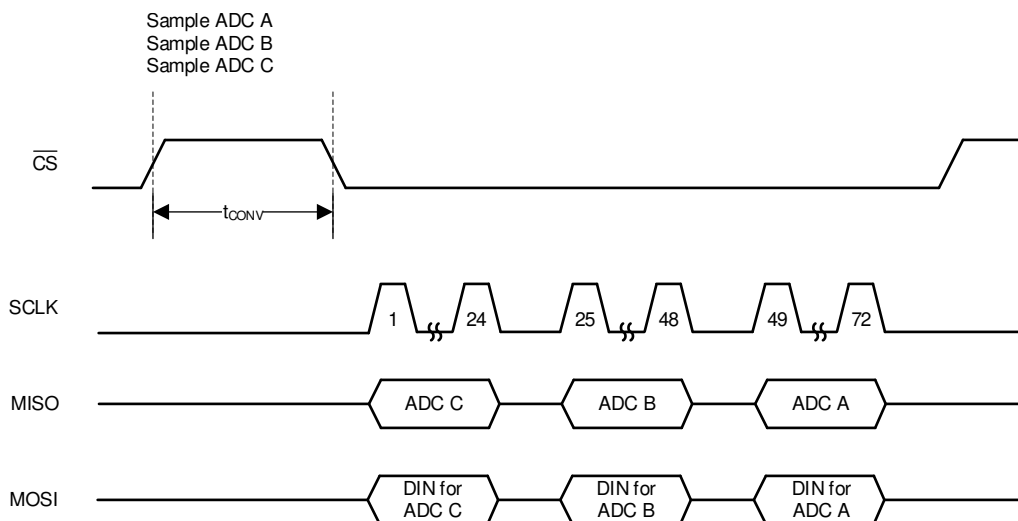 Sample ADC A
Sample ADC B
Sample ADC C
CS
tCONV
SCLK
1 24 25 48 49 72
MISO
ADC C ADC B ADC A
MOSI
DIN for ADC C
DIN for ADC B
DIN for ADC A